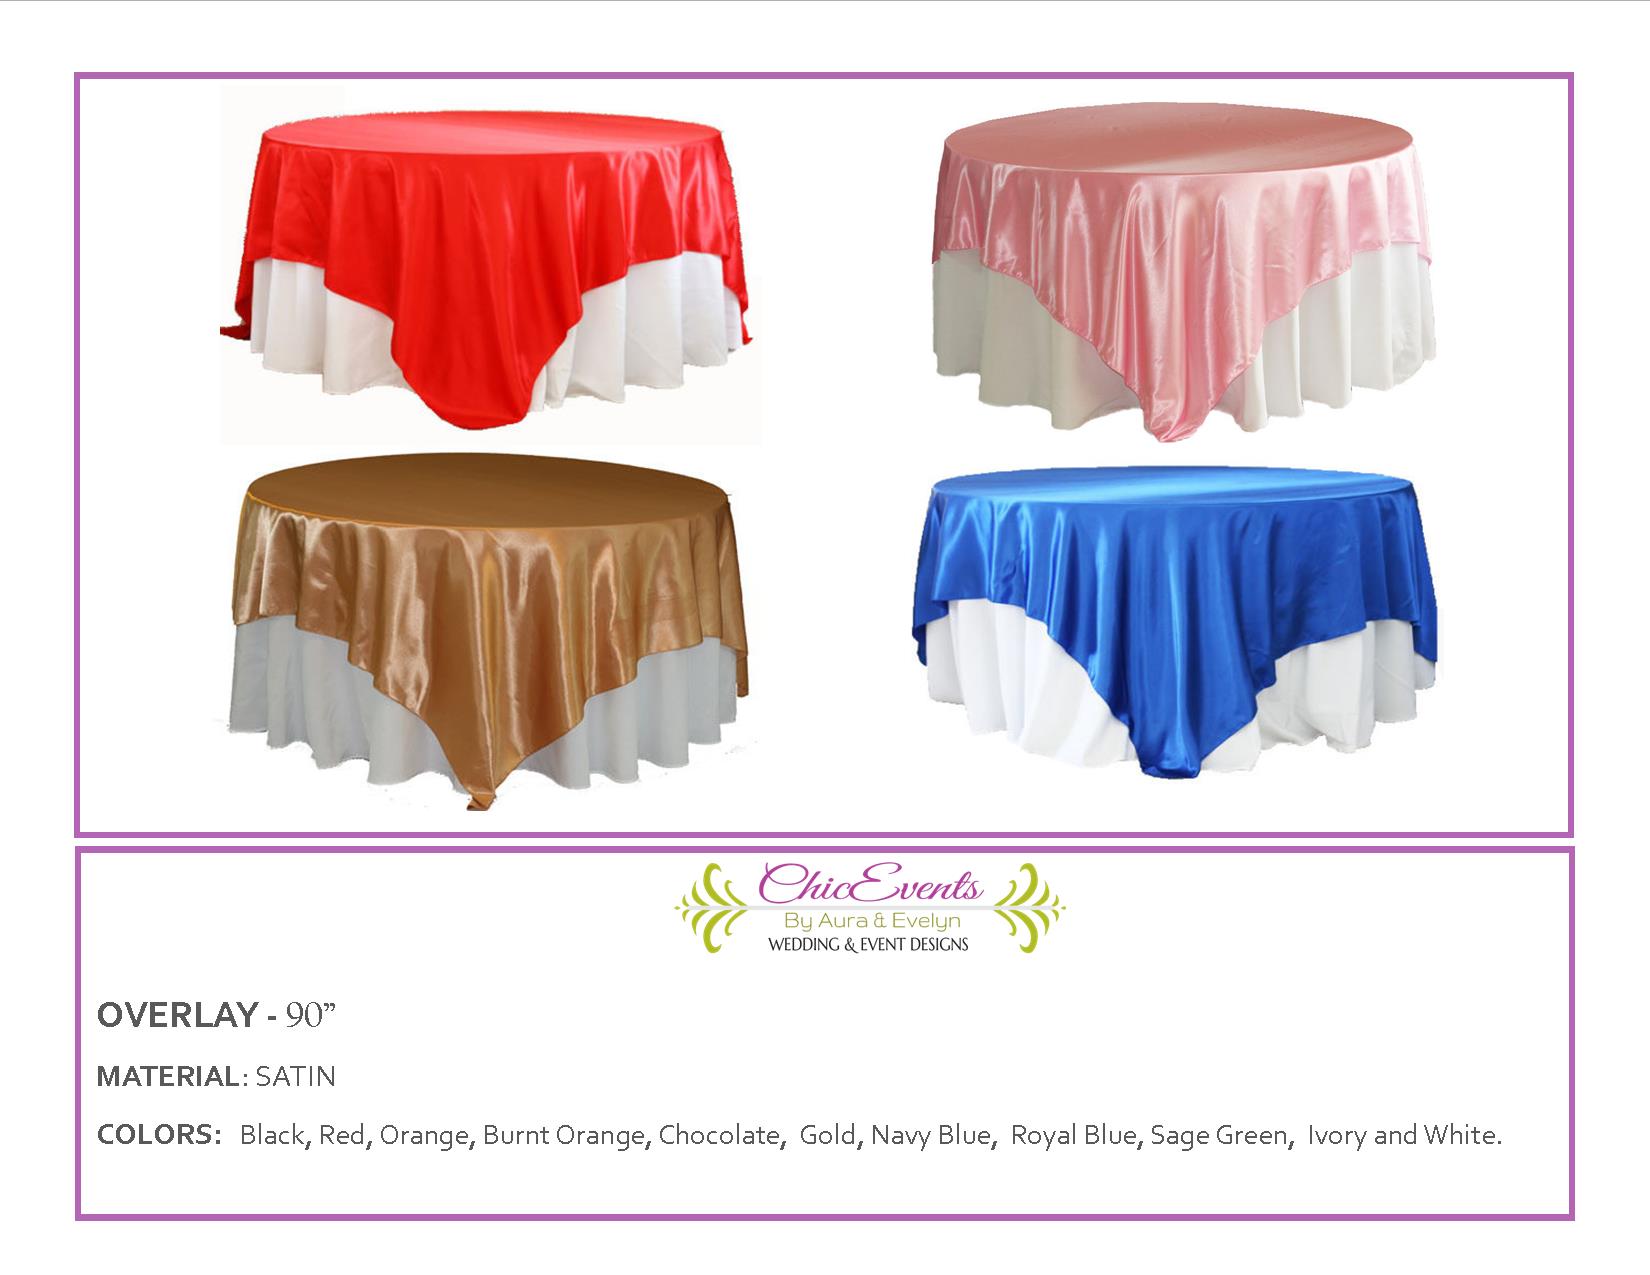 ChicEvents
By Aura & Evelyn
WEDDING & EVENT DESIGNS
OVERLAY - 90”
MATERIAL: SATIN
COLORS: Black, Red, Orange, Burnt Orange, Chocolate, Gold, Navy Blue, Royal Blue, Sage Green, Ivory and White.